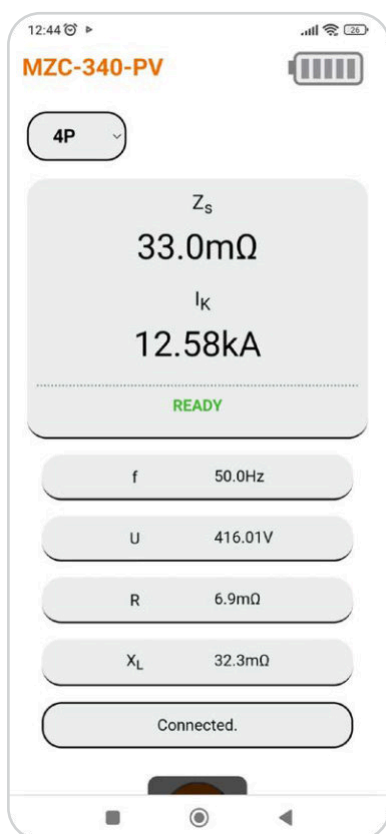 12:44
26
MZC-340-PV
4P
Zs
33.0mΩ
IK
12.58kA
READY
f 50.0Hz
U 416.01V
R 6.9mΩ
XL 32.3mΩ
Connected.